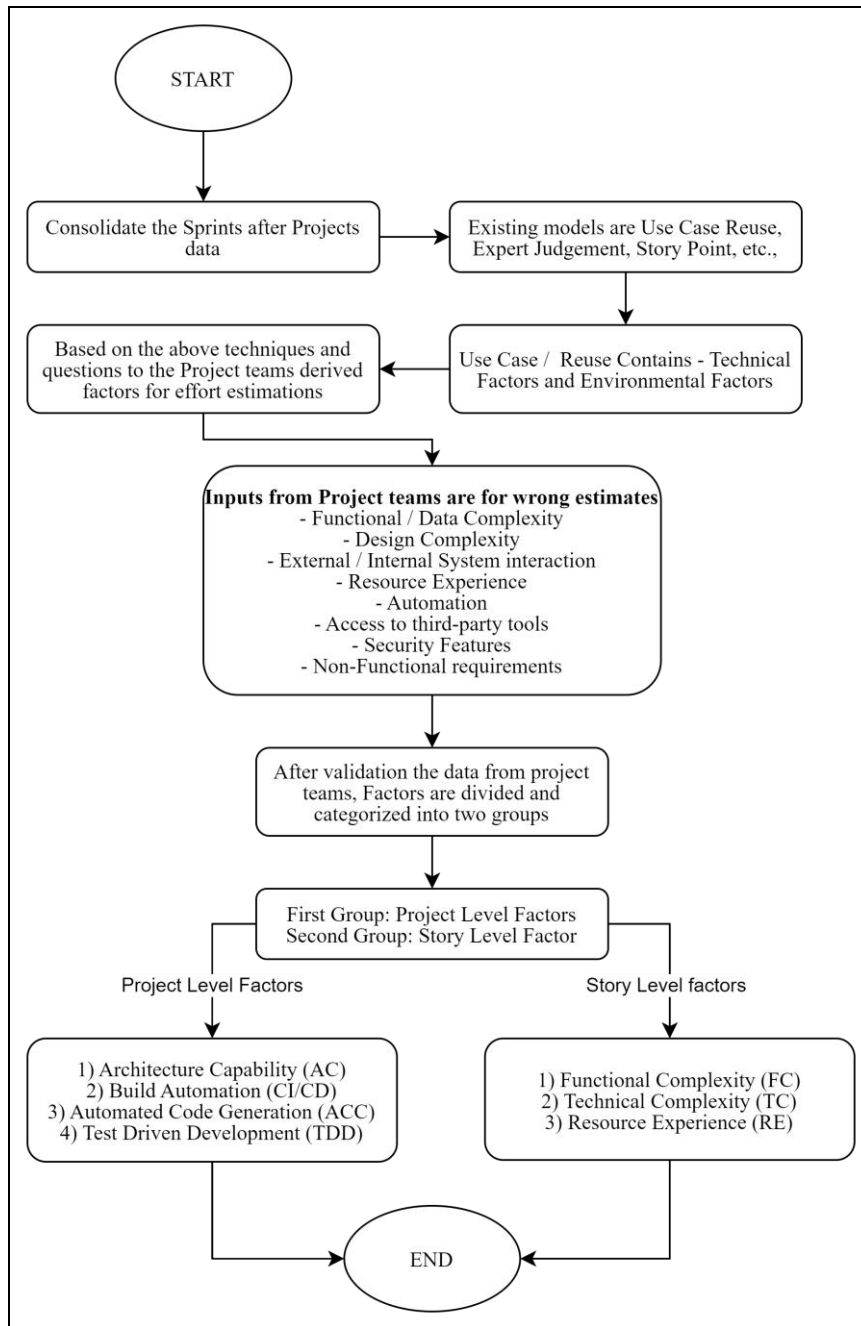 START
Consolidate the Sprints after Projects
data
Existing models are Use Case Reuse,
Expert Judgement, Story Point, etc.,
Use Case /  Reuse Contains - Technical
Factors and Environmental Factors
Based on the above techniques and
questions to the Project teams derived
factors for effort estimations
Inputs from Project teams are for wrong estimates
- Functional / Data Complexity
- Design Complexity
- External / Internal System interaction
- Resource Experience
- Automation
- Access to third-party tools
- Security Features
- Non-Functional requirements
After validation the data from project
teams, Factors are divided and
categorized into two groups
First Group: Project Level Factors
Second Group: Story Level Factor
Project Level Factors
Story Level factors
1) Architecture Capability (AC)
2) Build Automation (CI/CD)
3) Automated Code Generation (ACC)
4) Test Driven Development (TDD)
1) Functional Complexity (FC)
2) Technical Complexity (TC)
3) Resource Experience (RE)
END